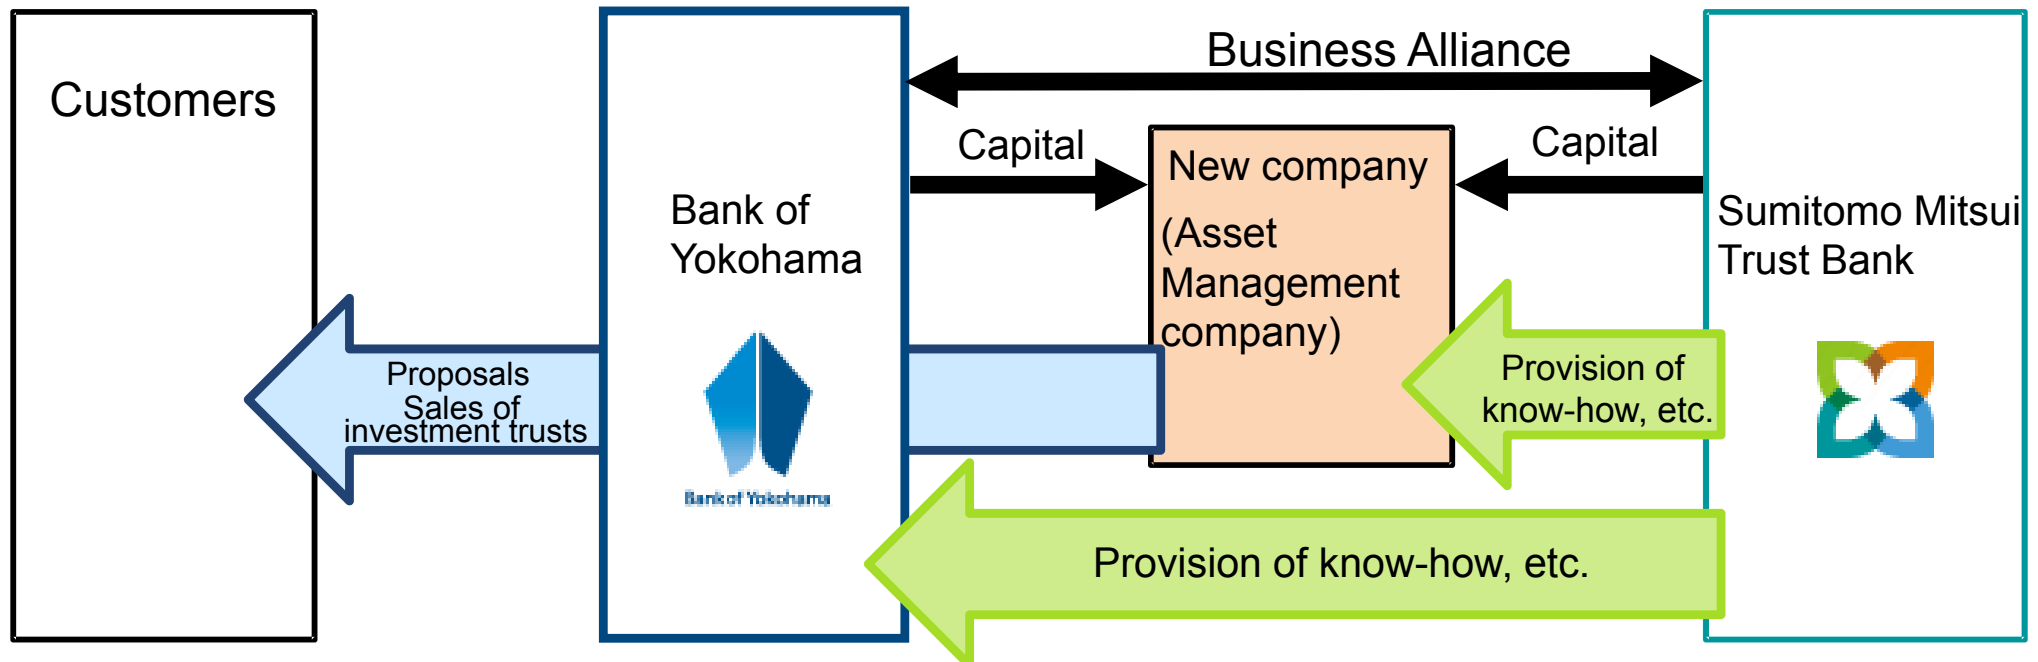 Customers
Bank of
Yokohama
Bank of Yokohama
Business Alliance
Capital
Capital
New company
(Asset
Management
company)
Sumitomo Mitsui
Trust Bank
Proposals
Sales of
investment trusts
Provision of
know-how, etc.
Provision of know-how, etc.